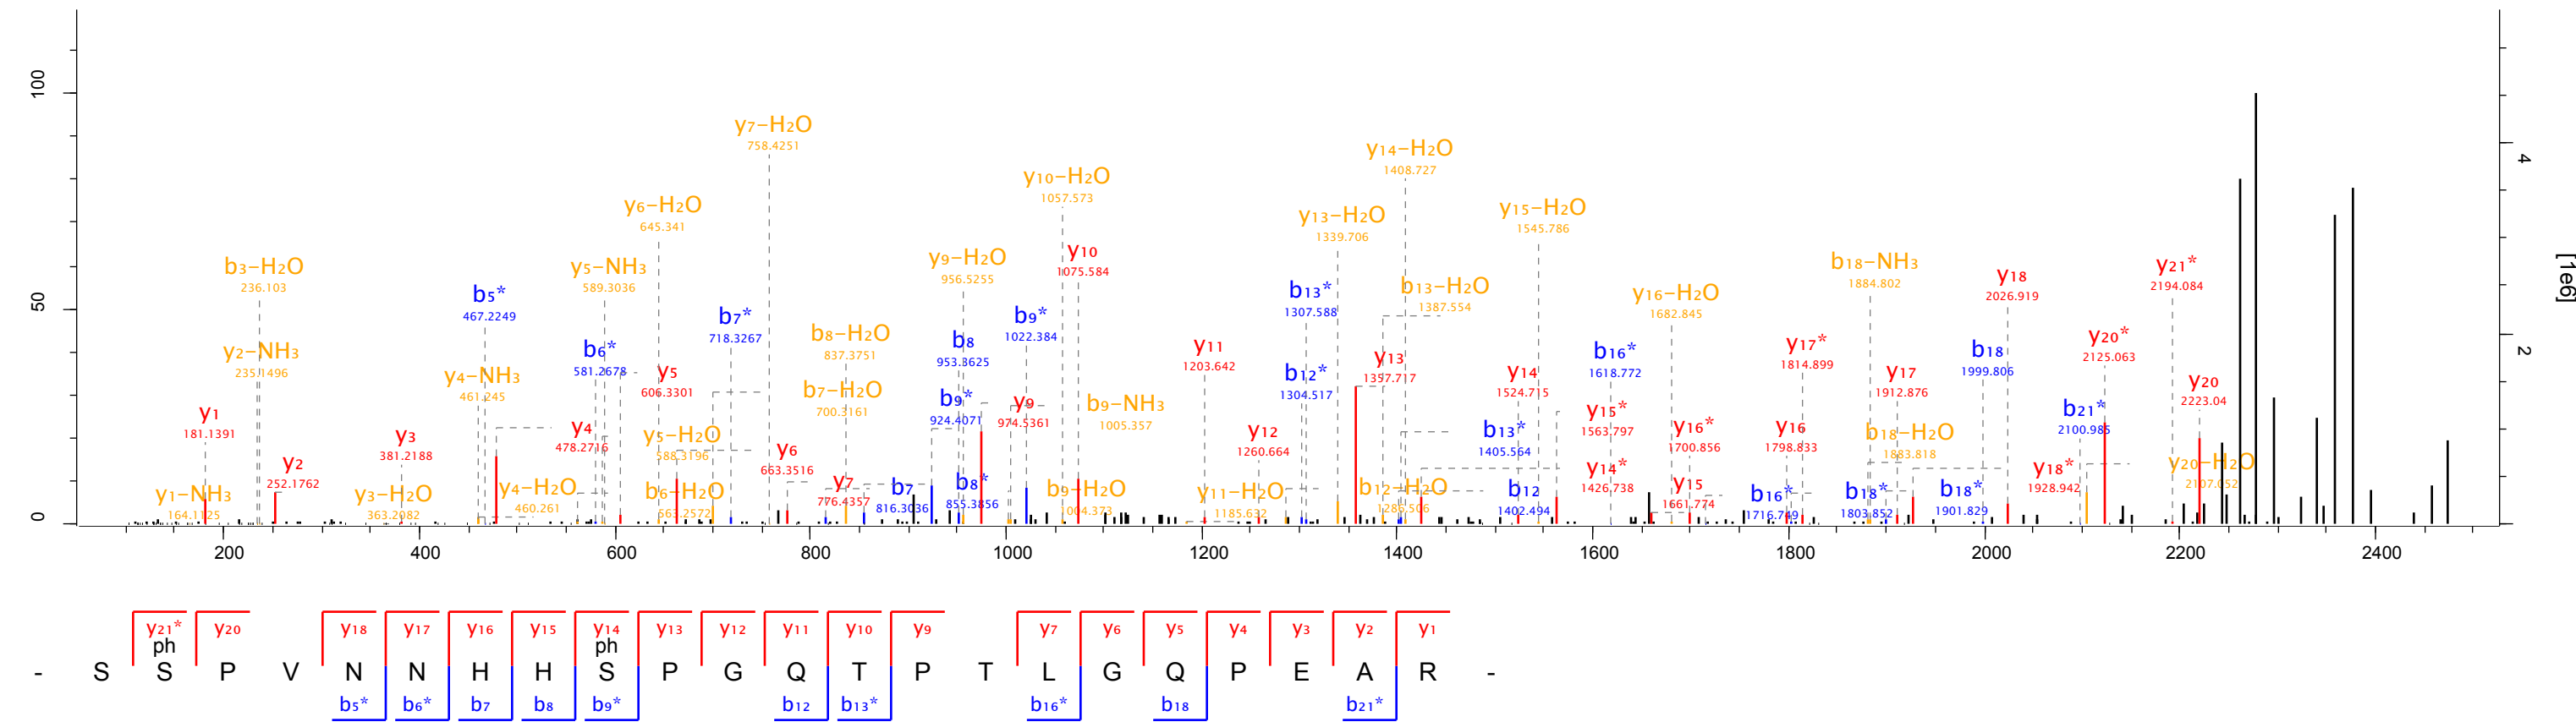 100
50
0
4
2
[1e6]
y7–H2O
758.4251
y14–H2O
1408.727
y10–H2O
1057.573
y6–H2O
645.341
y15–H2O
1545.786
y13–H2O
1339.706
y10
1075.584
y9–H2O
956.5255
b3–H2O
236.103
y5–NH3
589.3036
b18–NH3
1884.802
y21*
2194.084
y18
2026.919
b13–H2O
1387.554
b13*
1307.588
b5*
467.2249
y16–H2O
1682.845
b9*
1022.384
b7*
718.3267
b8–H2O
837.3751
b8
953.3625
y20*
2125.063
y2–NH3
235.1496
b6*
581.2678
y11
1203.642
y13
1357.717
b16*
1618.772
y17*
1814.899
b18
1999.806
y4–NH3
461.245
y5
606.3301
b12*
1304.517
y14
1524.715
y17
1912.876
y20
2223.04
b7–H2O
700.3161
b9*
924.4071
y9
974.5361
b9–NH3
1005.357
y15*
1563.797
b21*
2100.985
y1
181.1391
y3
381.2188
y4
478.2716
y5–H2O
588.3196
y12
1260.664
b13*
1405.564
y16*
1700.856
y16
1798.833
b18–H2O
1883.818
y2
252.1762
y6
663.3516
y14*
1426.738
y18*
1928.942
y20–H2O
2107.052
y1–NH3
164.1125
y3–H2O
363.2082
y4–H2O
460.261
b6–H2O
563.2572
y7
776.4357
b7
816.3036
b8*
855.3856
b9–H2O
1004.373
y11–H2O
1185.632
b12–H2O
1286.506
b12
1402.494
y15
1661.774
b16*
1716.749
b18*
1803.852
b18*
1901.829
200 400 600 800 1000 1200 1400 1600 1800 2000 2200 2400
y21* y20 y18 y17 y16 y15 y14 y13 y12 y11 y10 y9 y7 y6 y5 y4 y3 y2 y1
ph ph
- S S P V N N H H S P G Q T P T L G Q P E A R -
b5* b6* b7 b8 b9* b12 b13* b16* b18 b21*